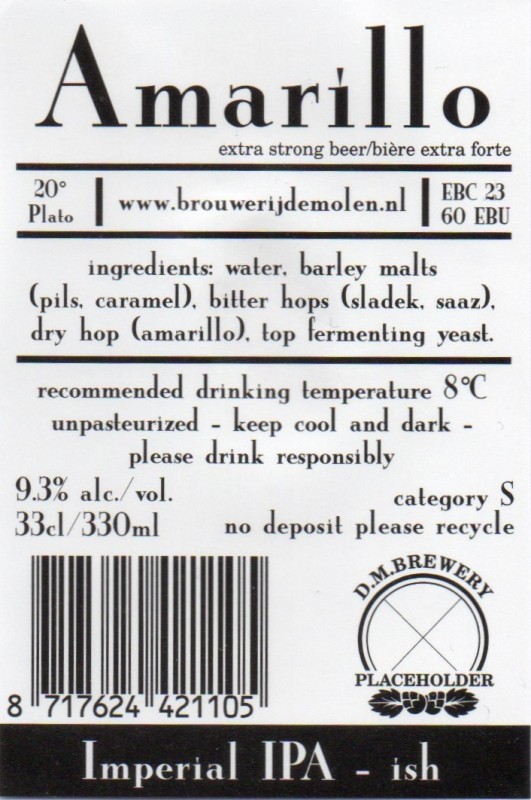 Amarillo
extra strong beer/bière extra forte
20°
Plato
www.brouwerijdemolen.nl
EBC 23
60 EBU
ingredients: water, barley malts
(pils, caramel), bitter hops (sladek, saaz),
dry hop (amarillo), top fermenting yeast.
recommended drinking temperature 8°C
unpasteurized - keep cool and dark -
please drink responsibly
9.3% alc./vol.
33cl/330ml
category S
no deposit please recycle
D.M.BREWERY
PLACEHOLDER
8 717624 421105
Imperial IPA - ish